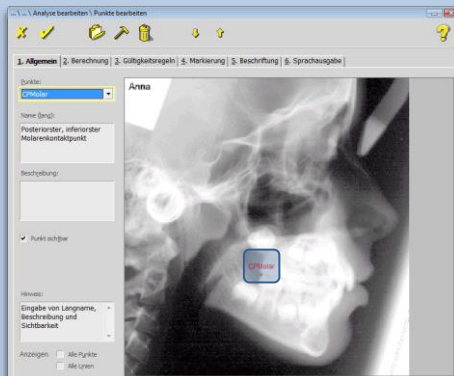 ...\ ... \ Analyse bearbeiten \ Punkte bearbeiten
1. Allgemein 2. Berechnung 3. Gültigkeitsregeln 4. Markierung 5. Beschriftung 6. Sprachausgabe
Punkte:
CPMolar
Name (lang):
Posteriorster, inferiorster
Molarenkontaktpunkt
Beschreibung:
Punkt sichtbar
Hinweis:
Eingabe von Langname,
Beschreibung und
Sichtbarkeit
Anzeigen:
Alle Punkte
Alle Linien
Anna
CPMolar